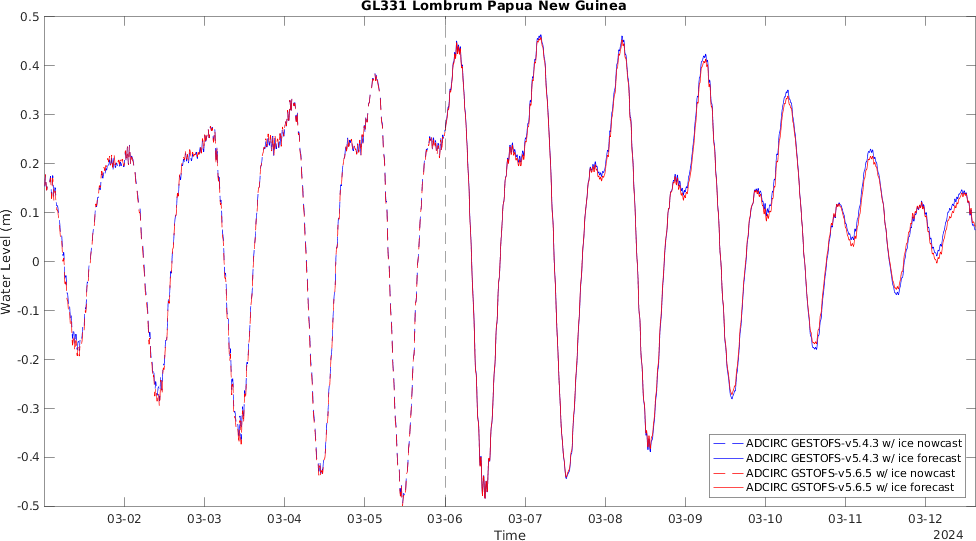 GL331 Lombrum Papua New Guinea
0.5
0.4
0.3
0.2
0.1
0
-0.1
-0.2
-0.3
-0.4
-0.5
Water Level (m)
ADCIRC GESTOFS-v5.4.3 w/ ice nowcast
ADCIRC GESTOFS-v5.4.3 w/ ice forecast
ADCIRC GSTOFS-v5.6.5 w/ ice nowcast
ADCIRC GSTOFS-v5.6.5 w/ ice forecast
03-02 03-03 03-04 03-05 03-06 03-07 03-08 03-09 03-10 03-11 03-12
Time
2024